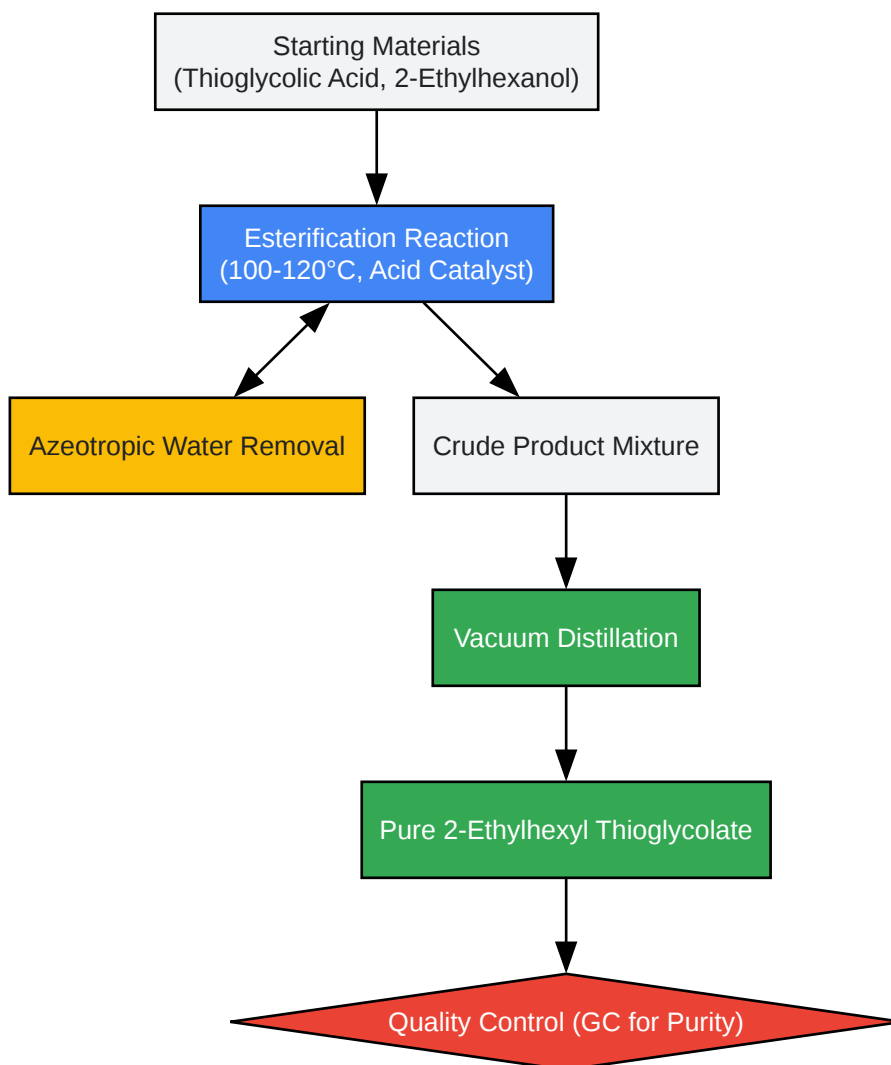 Starting Materials
(Thioglycolic Acid, 2-Ethylhexanol)
Esterification Reaction
(100-120°C, Acid Catalyst)
Azeotropic Water Removal
Crude Product Mixture
Vacuum Distillation
Pure 2-Ethylhexyl Thioglycolate
Quality Control (GC for Purity)